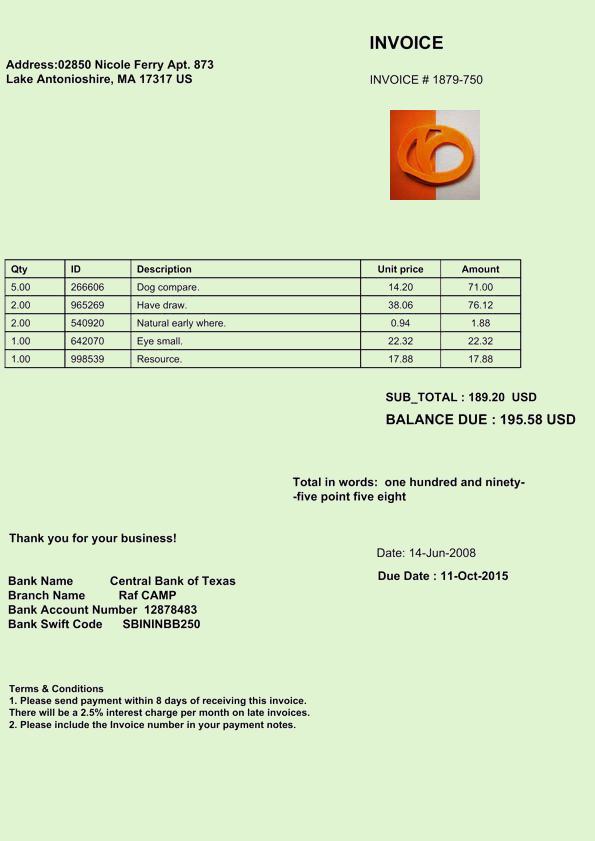 INVOICE
Address:02850 Nicole Ferry Apt. 873
Lake Antonioshire, MA 17317 US
INVOICE # 1879-750
Qty ID Description Unit price Amount
5.00 266606 Dog compare. 14.20 71.00
2.00 965269 Have draw. 38.06 76.12
2.00 540920 Natural early where. 0.94 1.88
1.00 642070 Eye small. 22.32 22.32
1.00 998539 Resource. 17.88 17.88
SUB_TOTAL : 189.20 USD
BALANCE DUE : 195.58 USD
Total in words: one hundred and ninety-
-five point five eight
Thank you for your business!
Date: 14-Jun-2008
Due Date : 11-Oct-2015
Bank Name Central Bank of Texas
Branch Name Raf CAMP
Bank Account Number 12878483
Bank Swift Code SBININBB250
Terms & Conditions
1. Please send payment within 8 days of receiving this invoice.
There will be a 2.5% interest charge per month on late invoices.
2. Please include the Invoice number in your payment notes.